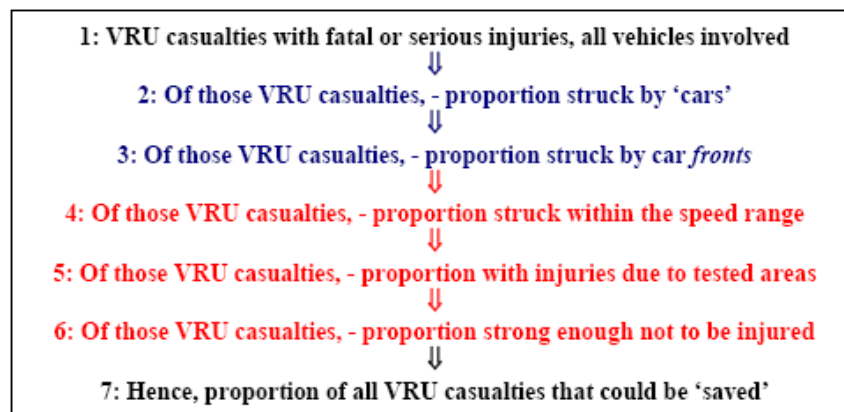 1: VRU casualties with fatal or serious injuries, all vehicles involved
⇓
2: Of those VRU casualties, - proportion struck by ‘cars’
⇓
3: Of those VRU casualties, - proportion struck by car fronts
⇓
4: Of those VRU casualties, - proportion struck within the speed range
⇓
5: Of those VRU casualties, - proportion with injuries due to tested areas
⇓
6: Of those VRU casualties, - proportion strong enough not to be injured
⇓
7: Hence, proportion of all VRU casualties that could be ‘saved’